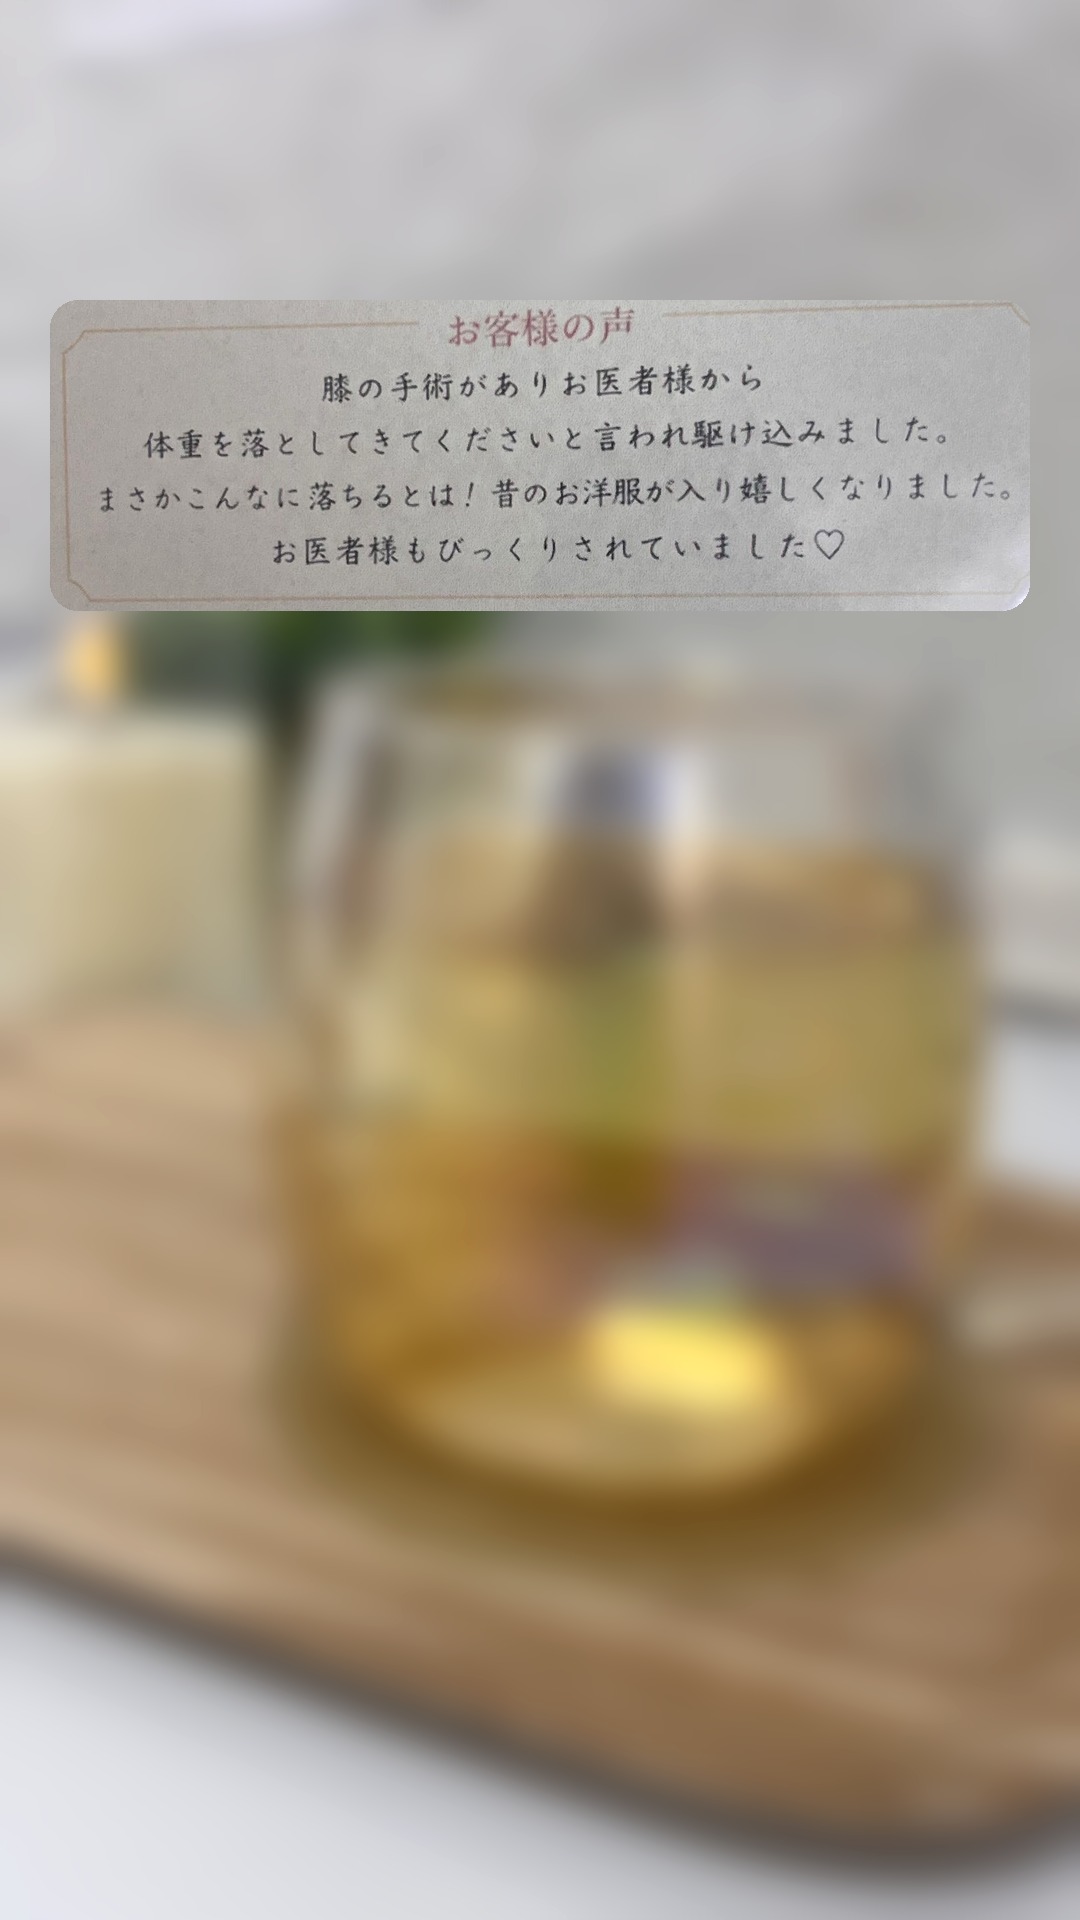 お客様の声
膝の手術がありお医者様から
体重を落としてきてくださいと言われ駆け込みました。
まさかこんなに落ちるとは！昔のお洋服が入り嬉しくなりました。
お医者様もびっくりされていました♡